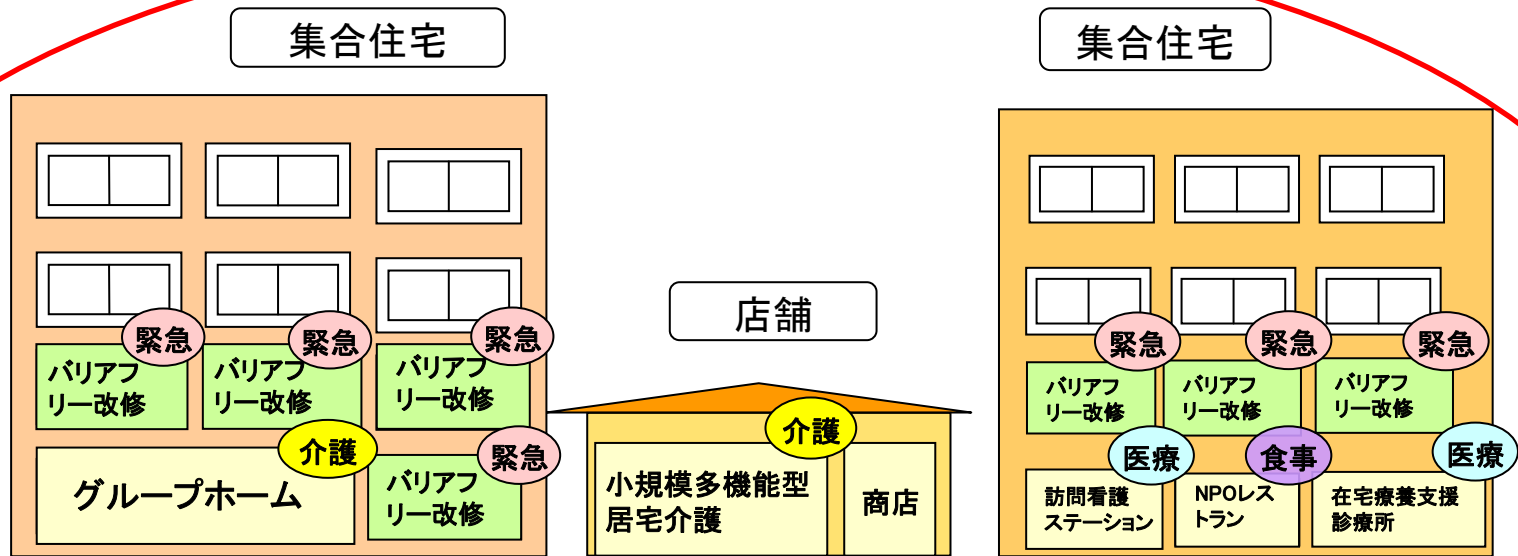 集合住宅
集合住宅
店舗
緊急
緊急
緊急
バリアフ
リー改修
バリアフ
リー改修
バリアフ
リー改修
介護
緊急
グループホーム
バリアフ
リー改修
介護
小規模多機能型
居宅介護
商店
緊急
緊急
緊急
バリアフ
リー改修
バリアフ
リー改修
バリアフ
リー改修
医療
食事
医療
訪問看護
ステーション
NPOレス
トラン
在宅療養支援
診療所